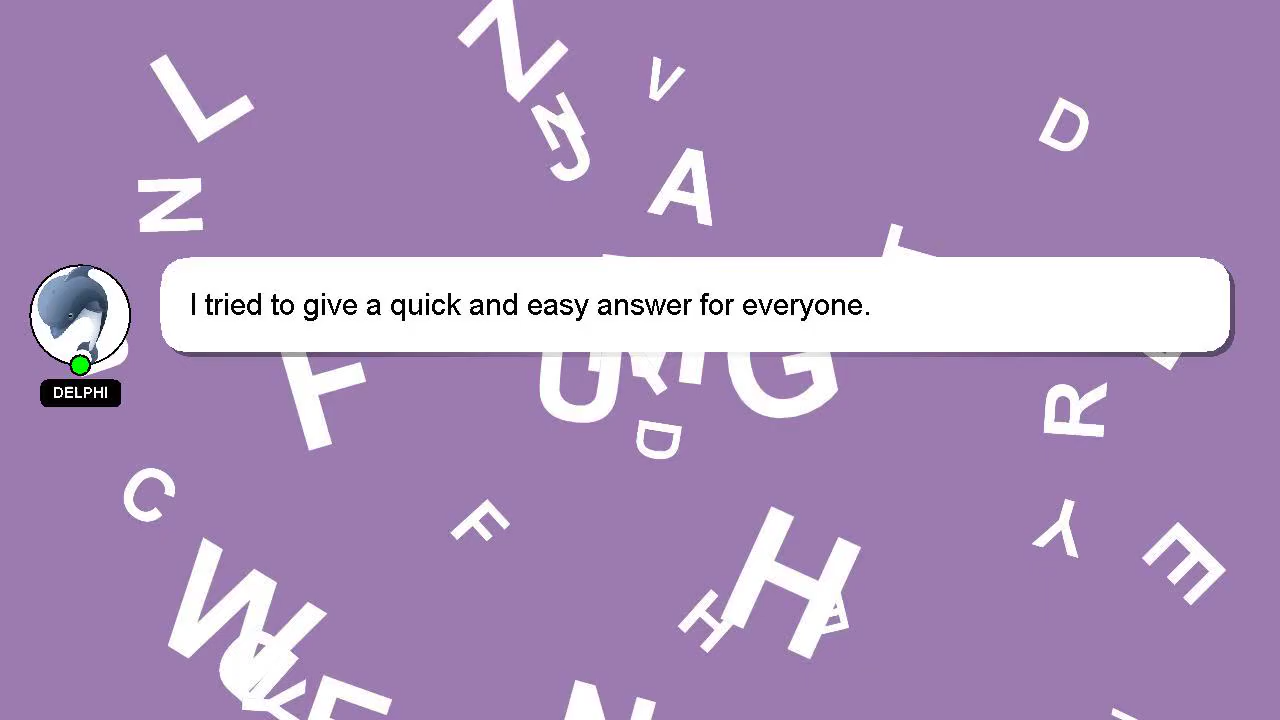 I tried to give a quick and easy answer for everyone.
DELPHI
L
N
V
N
J
D
A
N
F
U
G
D
R
C
F
Y
H
E
W
H
A